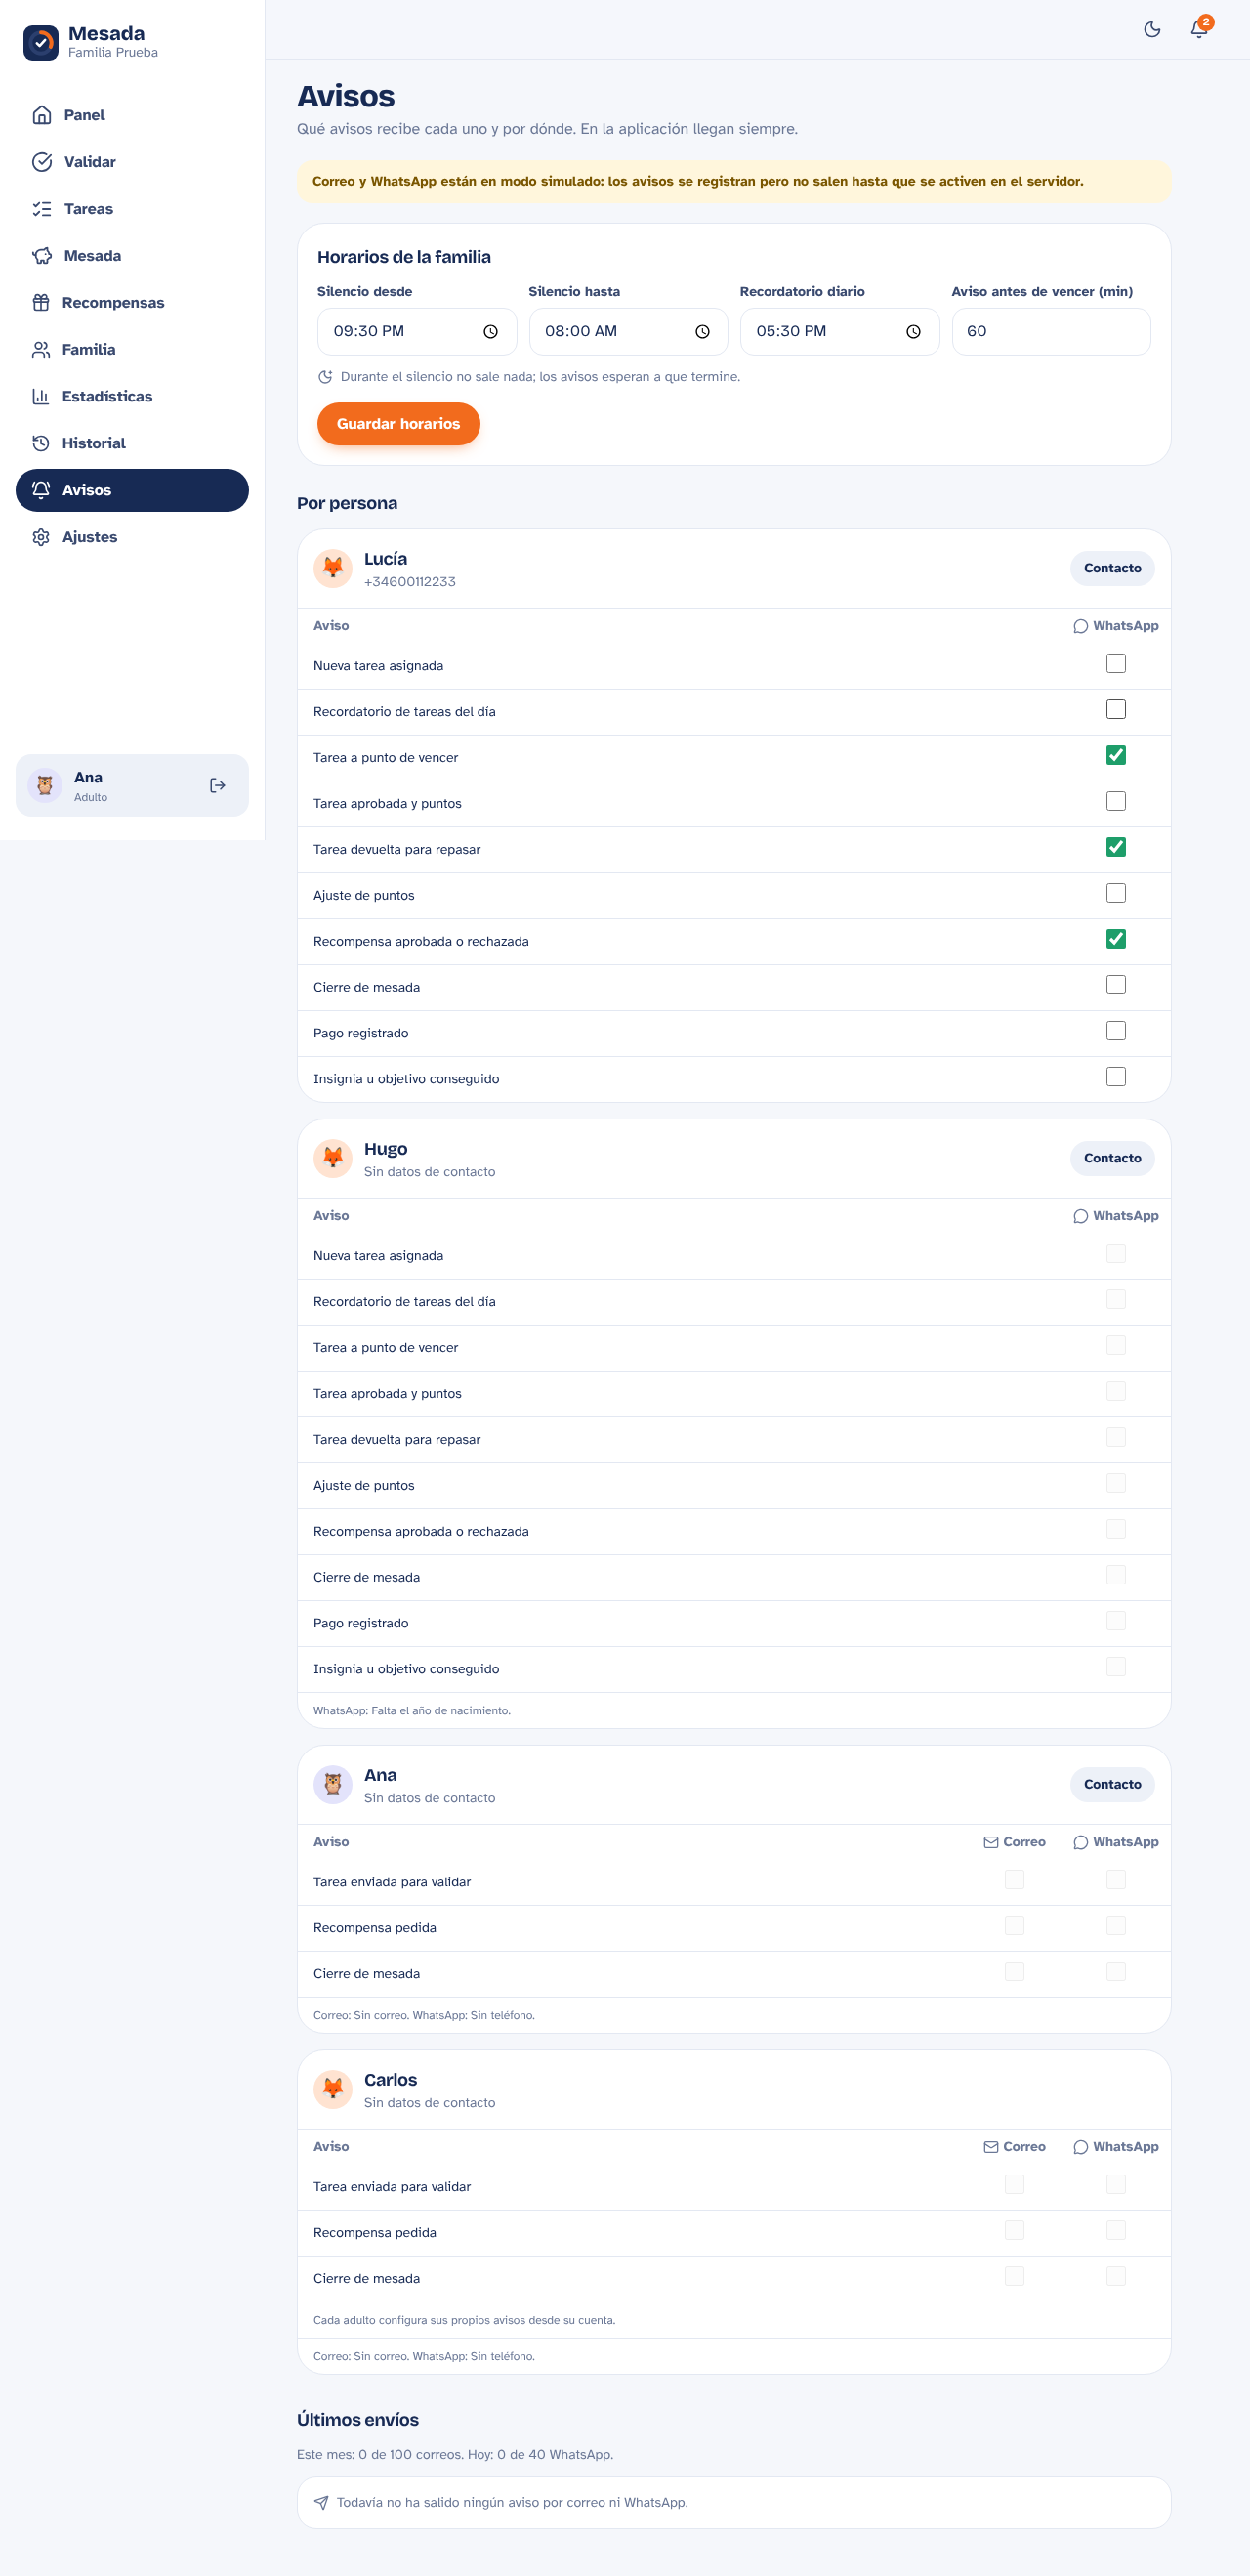 Mesada
Familia Prueba
Panel
Validar
Tareas
Mesada
Recompensas
Familia
Estadísticas
Historial
Avisos
Ajustes
Ana
Adulto
2
Avisos
Qué avisos recibe cada uno y por dónde. En la aplicación llegan siempre.
Correo y WhatsApp están en modo simulado: los avisos se registran pero no salen hasta que se activen en el servidor.
Horarios de la familia
Silencio desde Silencio hasta Recordatorio diario Aviso antes de vencer (min)
09:30 PM 08:00 AM 05:30 PM 60
Durante el silencio no sale nada; los avisos esperan a que termine.
Guardar horarios
Por persona
Lucía
+34600112233
Contacto
Aviso WhatsApp
Nueva tarea asignada
Recordatorio de tareas del día
Tarea a punto de vencer
Tarea aprobada y puntos
Tarea devuelta para repasar
Ajuste de puntos
Recompensa aprobada o rechazada
Cierre de mesada
Pago registrado
Insignia u objetivo conseguido
Hugo
Sin datos de contacto
Contacto
Aviso WhatsApp
Nueva tarea asignada
Recordatorio de tareas del día
Tarea a punto de vencer
Tarea aprobada y puntos
Tarea devuelta para repasar
Ajuste de puntos
Recompensa aprobada o rechazada
Cierre de mesada
Pago registrado
Insignia u objetivo conseguido
WhatsApp: Falta el año de nacimiento.
Ana
Sin datos de contacto
Contacto
Aviso Correo WhatsApp
Tarea enviada para validar
Recompensa pedida
Cierre de mesada
Correo: Sin correo. WhatsApp: Sin teléfono.
Carlos
Sin datos de contacto
Aviso Correo WhatsApp
Tarea enviada para validar
Recompensa pedida
Cierre de mesada
Cada adulto configura sus propios avisos desde su cuenta.
Correo: Sin correo. WhatsApp: Sin teléfono.
Últimos envíos
Este mes: 0 de 100 correos. Hoy: 0 de 40 WhatsApp.
Todavía no ha salido ningún aviso por correo ni WhatsApp.